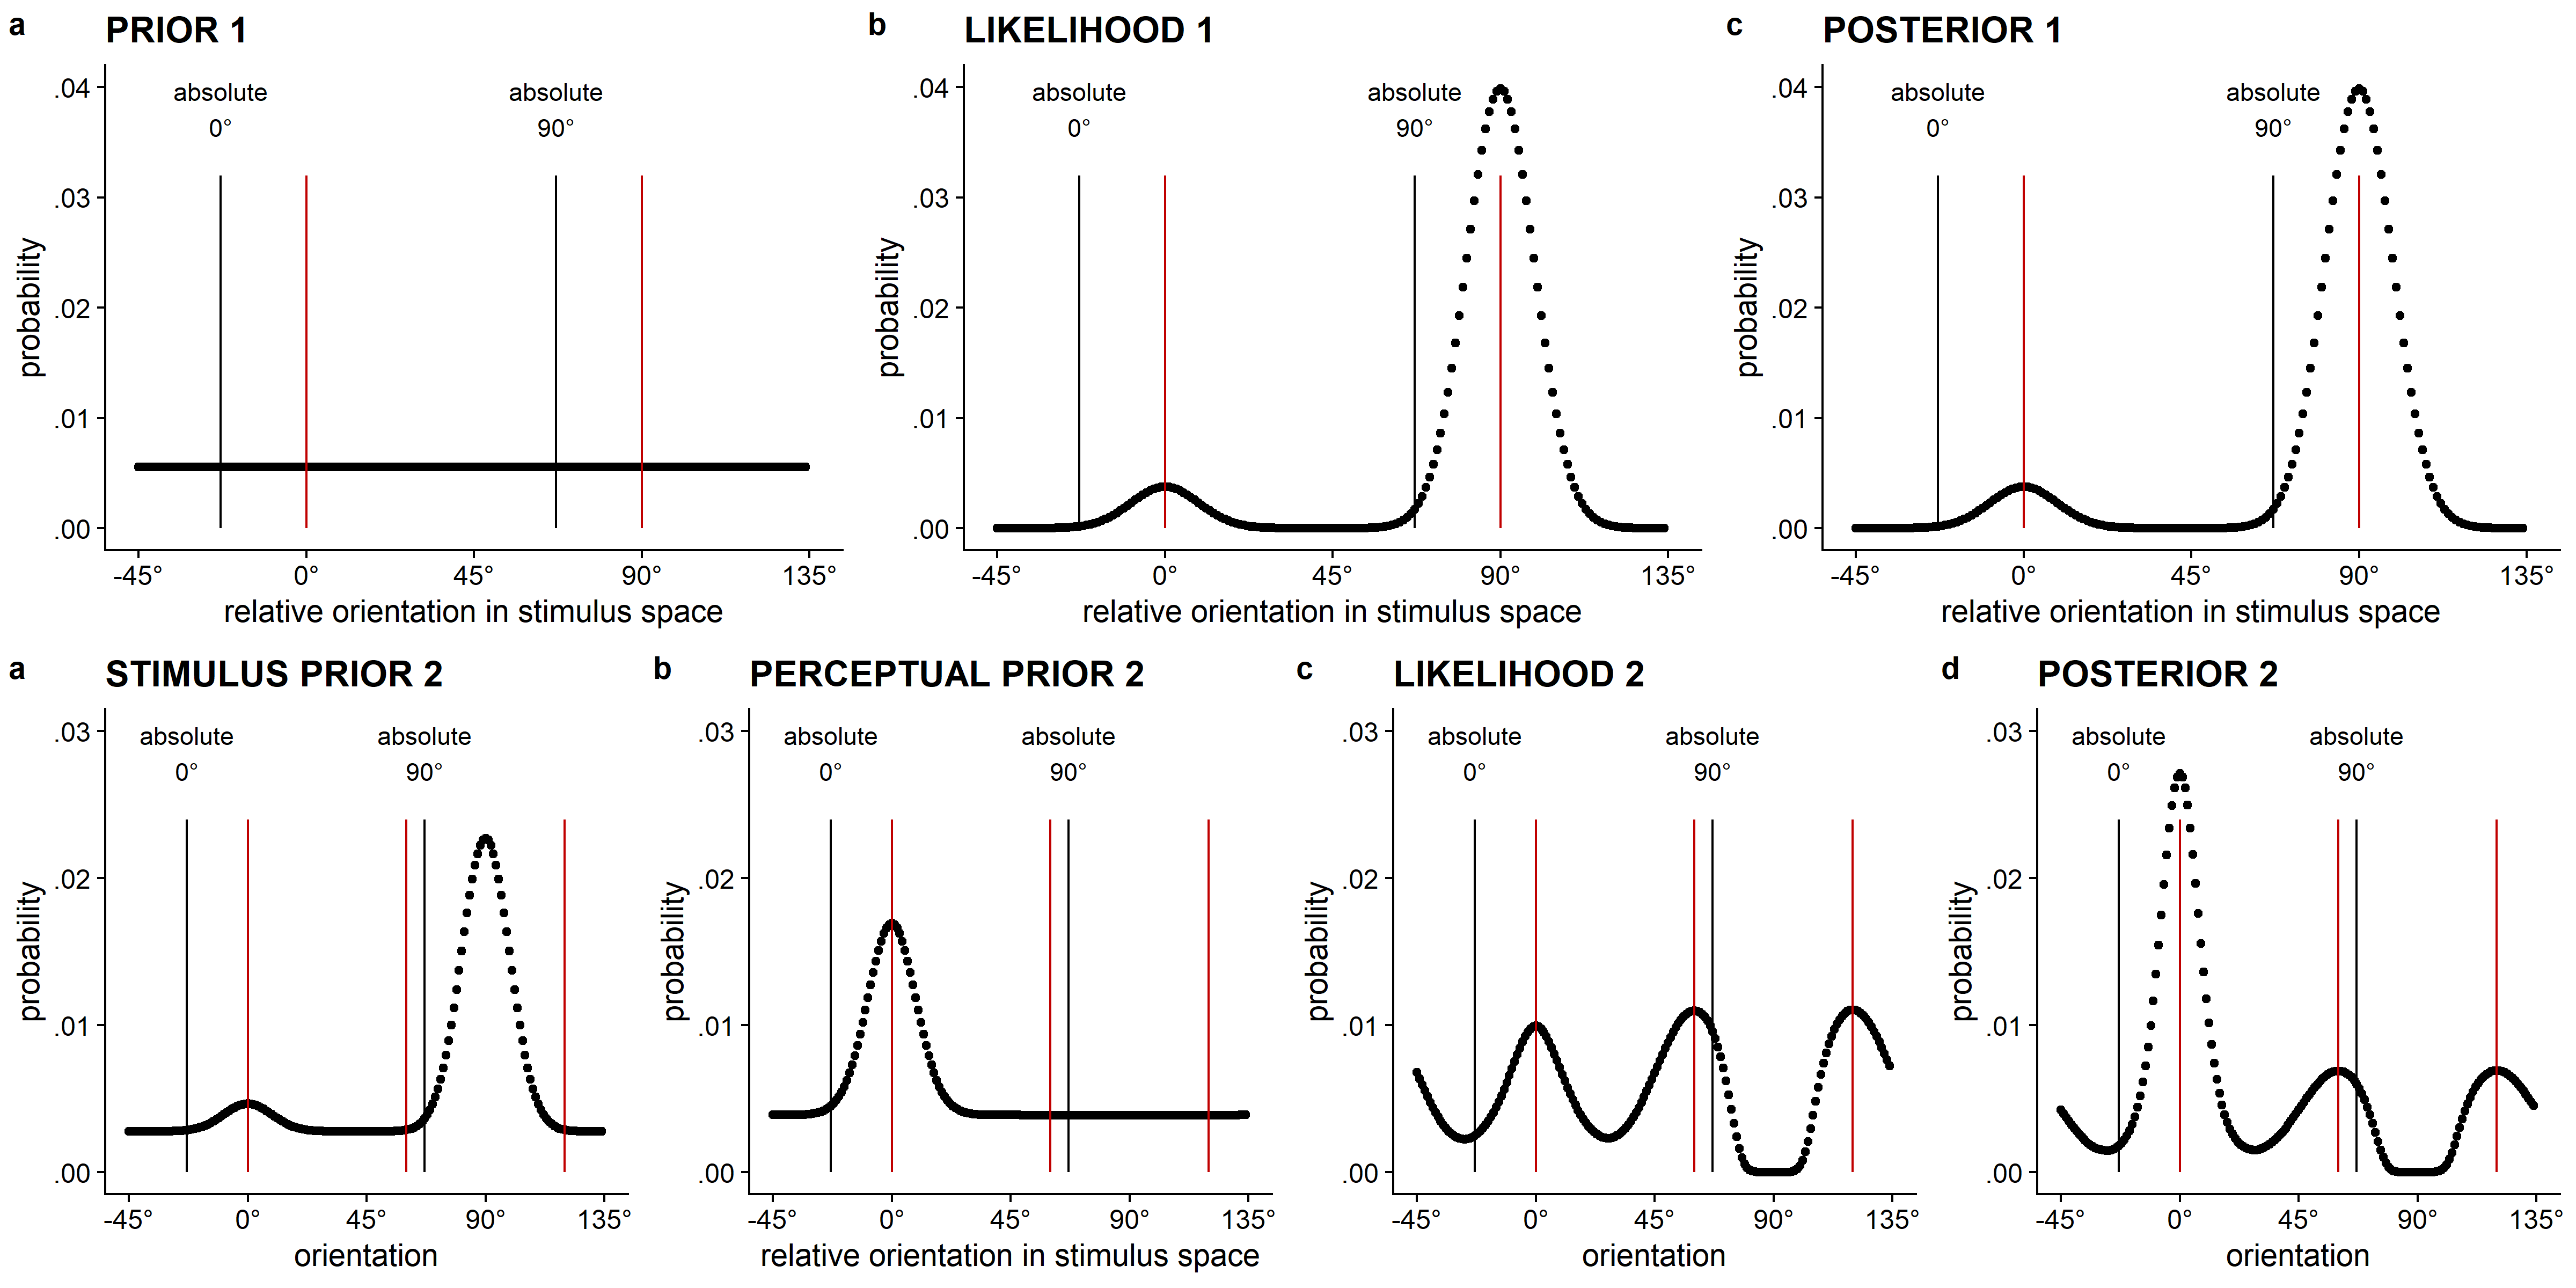 a PRIOR 1
.04
.03
.02
.01
.00
probability
absolute
0°
absolute
90°
-45° 0° 45° 90° 135°
relative orientation in stimulus space
b LIKELIHOOD 1
.04
.03
.02
.01
.00
probability
absolute
0°
absolute
90°
-45° 0° 45° 90° 135°
relative orientation in stimulus space
c POSTERIOR 1
.04
.03
.02
.01
.00
probability
absolute
0°
absolute
90°
-45° 0° 45° 90° 135°
relative orientation in stimulus space
a STIMULUS PRIOR 2
.03
.02
.01
.00
probability
absolute
0°
absolute
90°
-45° 0° 45° 90° 135°
orientation
b PERCEPTUAL PRIOR 2
.03
.02
.01
.00
probability
absolute
0°
absolute
90°
-45° 0° 45° 90° 135°
relative orientation in stimulus space
c LIKELIHOOD 2
.03
.02
.01
.00
probability
absolute
0°
absolute
90°
-45° 0° 45° 90° 135°
orientation
d POSTERIOR 2
.03
.02
.01
.00
probability
absolute
0°
absolute
90°
-45° 0° 45° 90° 135°
orientation